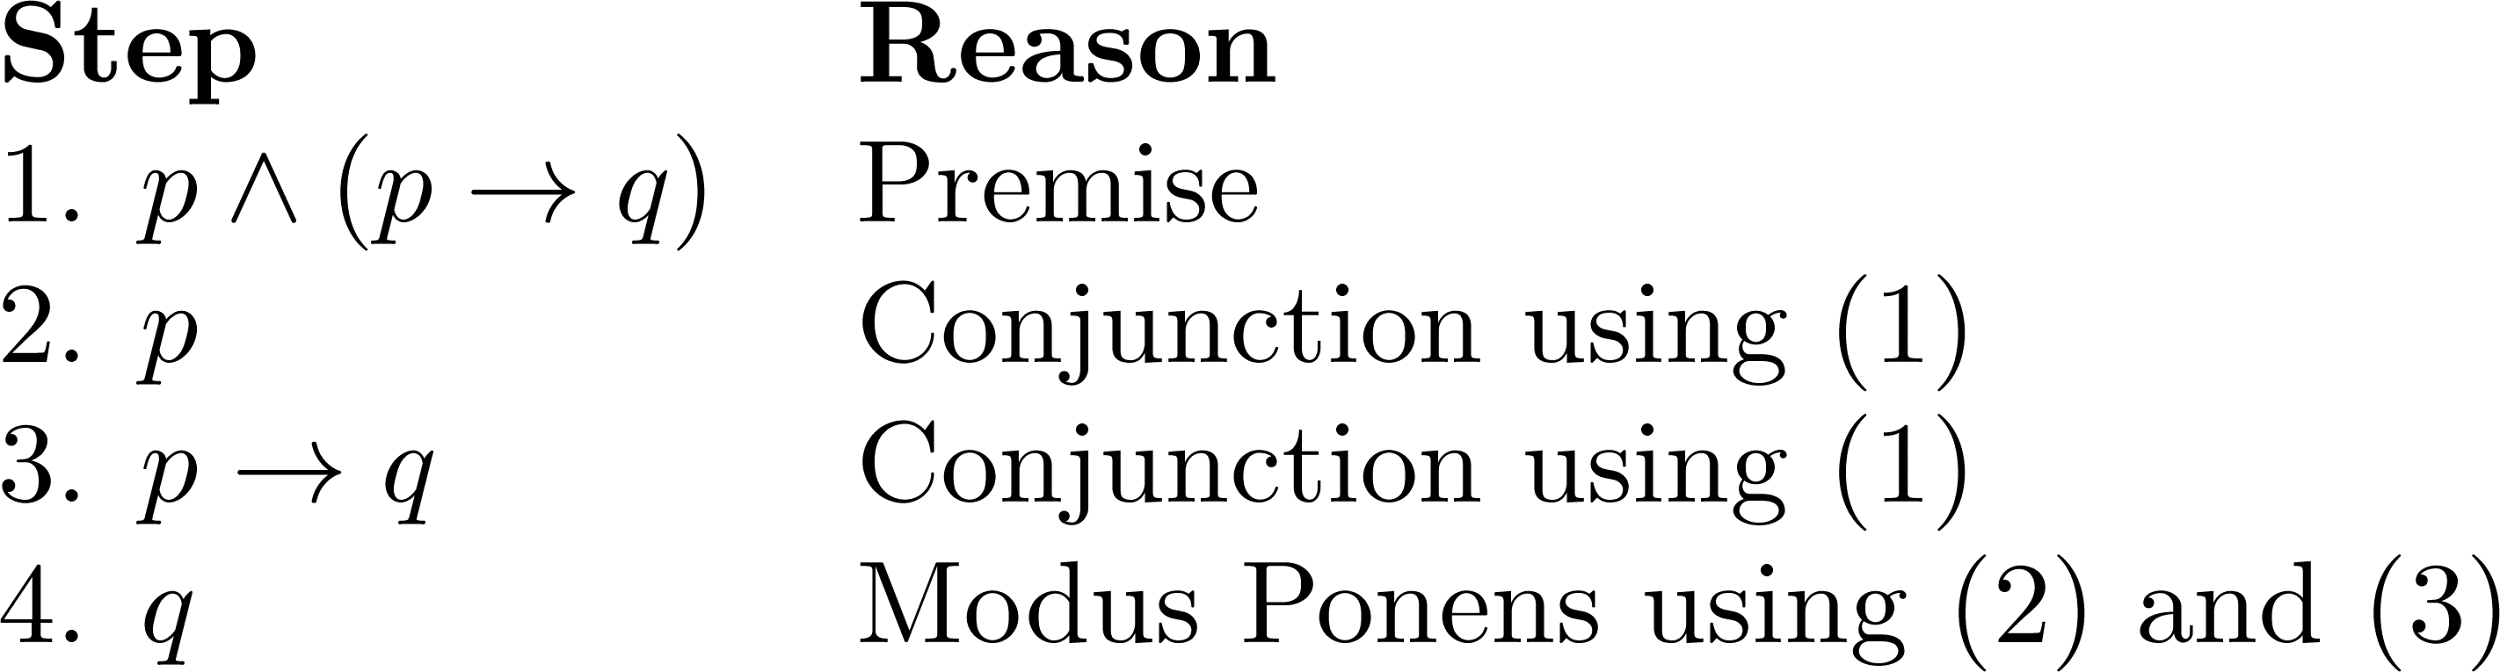 Step Reason
1. p ∧ (p → q) Premise
2. p Conjunction using (1)
3. p → q Conjunction using (1)
4. q Modus Ponens using (2) and (3)